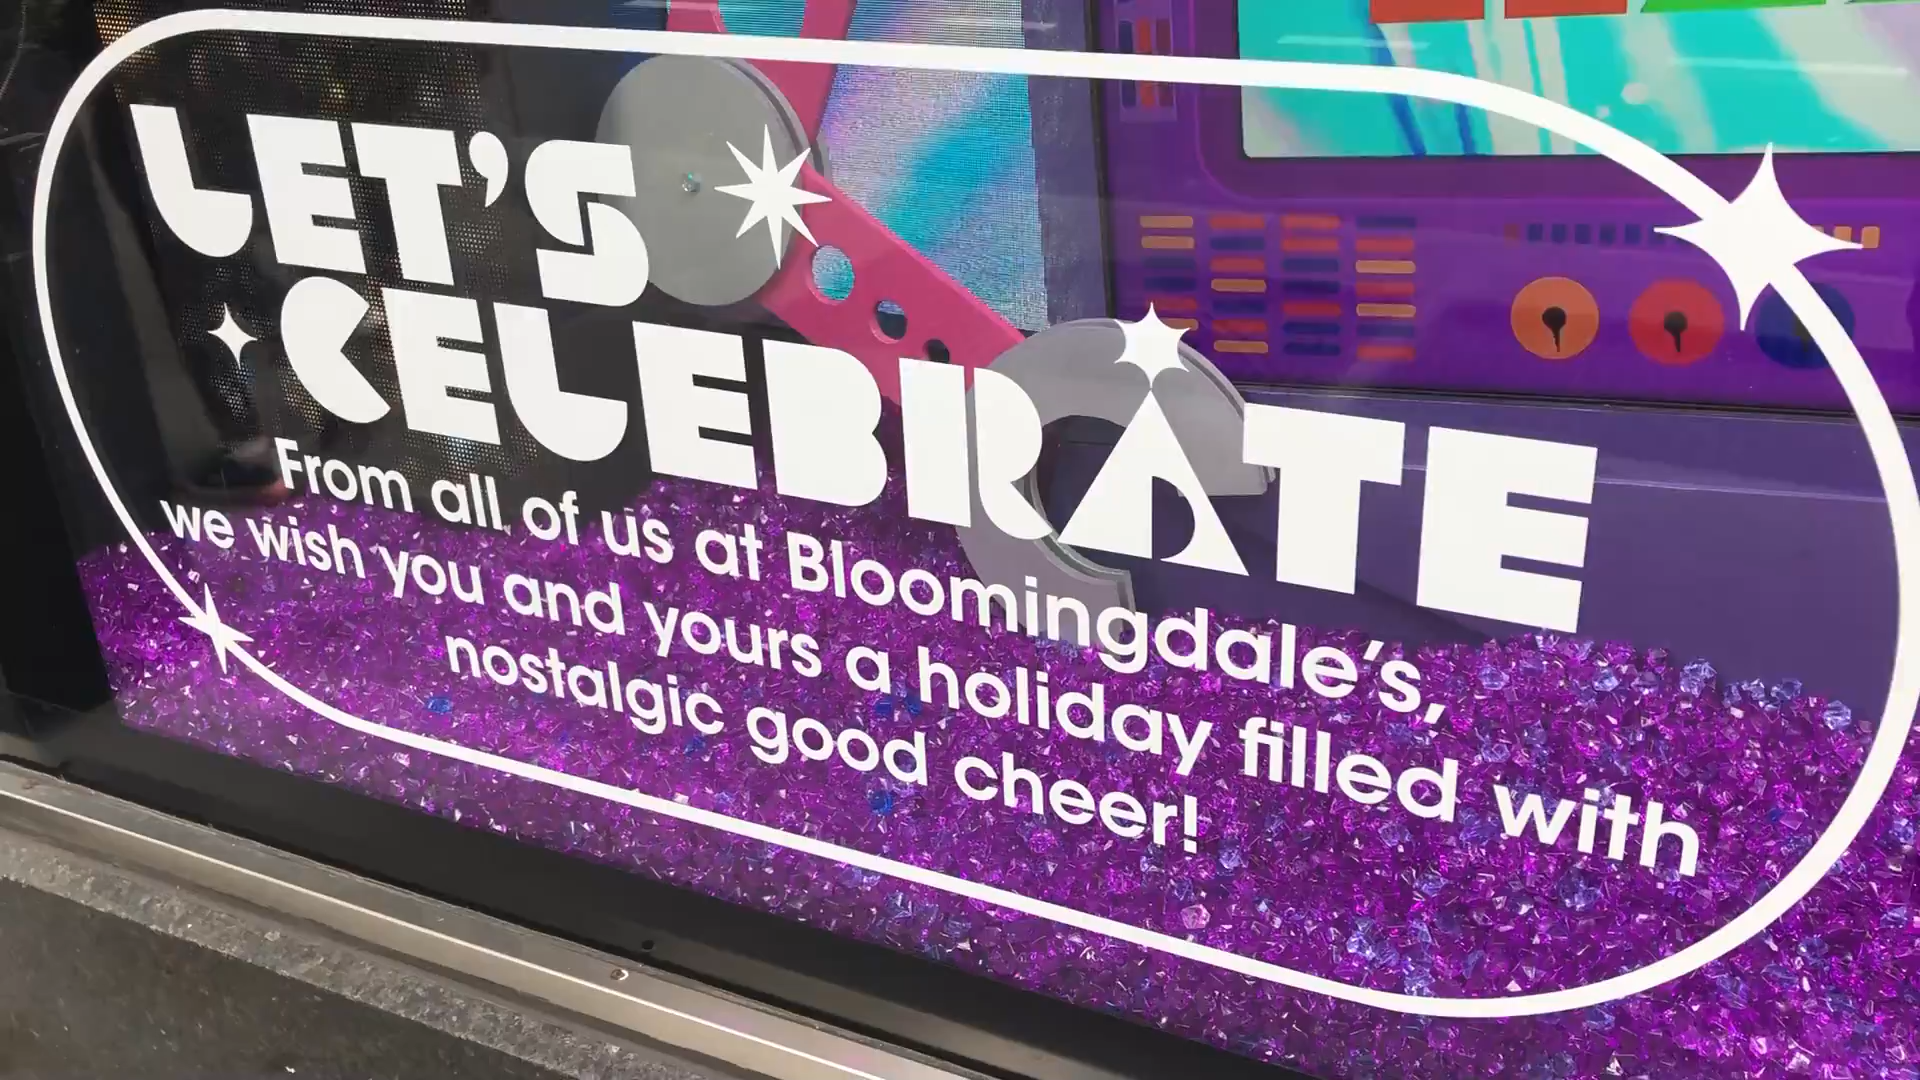 LET'S
CELEBRATE
From all of us at Bloomingdale's,
we wish you and yours a holiday filled with
nostalgic good cheer!